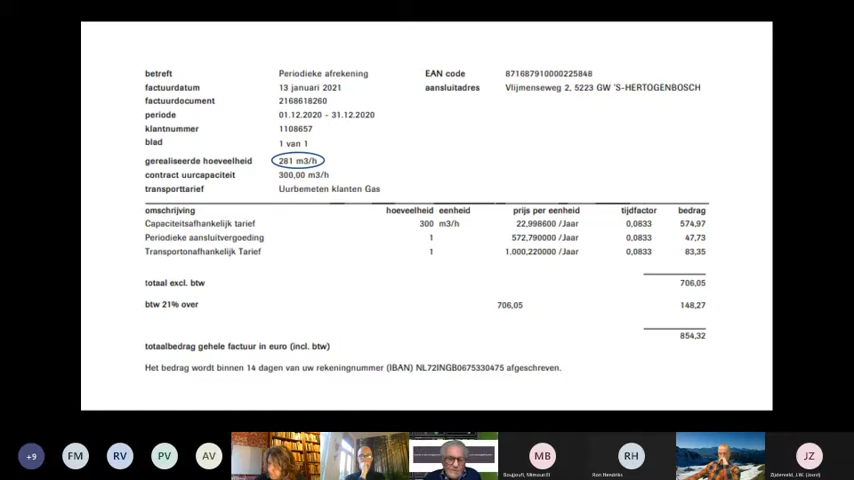 betreft Periodieke afrekening EAN code 871687910000225848
factuurdatum 13 januari 2021 aansluitadres Vlijmenseweg 2, 5223 GW 'S-HERTOGENBOSCH
factuurdocument 2168618260
periode 01.12.2020 - 31.12.2020
klantnummer 1108657
blad 1 van 1
gerealiseerde hoeveelheid 281 m3/h
contract uurcapaciteit 300,00 m3/h
transporttarief Uurbemeten klanten Gas
omschrijving hoeveelheid eenheid prijs per eenheid tijdfactor bedrag
Capaciteitsafhankelijk tarief 300 m3/h 22,998600 /Jaar 0,0833 574,97
Periodieke aansluitvergoeding 1 572,790000 /Jaar 0,0833 47,73
Transportonafhankelijk Tarief 1 1.000,220000 /Jaar 0,0833 83,35
totaal excl. btw 706,05
btw 21% over 706,05 148,27
854,32
totaalbedrag gehele factuur in euro (incl. btw)
Het bedrag wordt binnen 14 dagen van uw rekeningnummer (IBAN) NL72INGB0675330475 afgeschreven.
+9 FM RV PV AV MB RH JZ